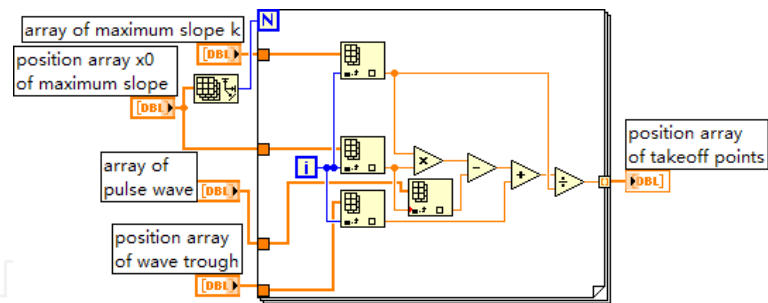 array of maximum slope k
[DBL]
N
position array x0
of maximum slope
[DBL]
i
array of
pulse wave
[DBL]
×
−
+
÷
position array
of takeoff points
[DBL]
position array
of wave trough
[DBL]